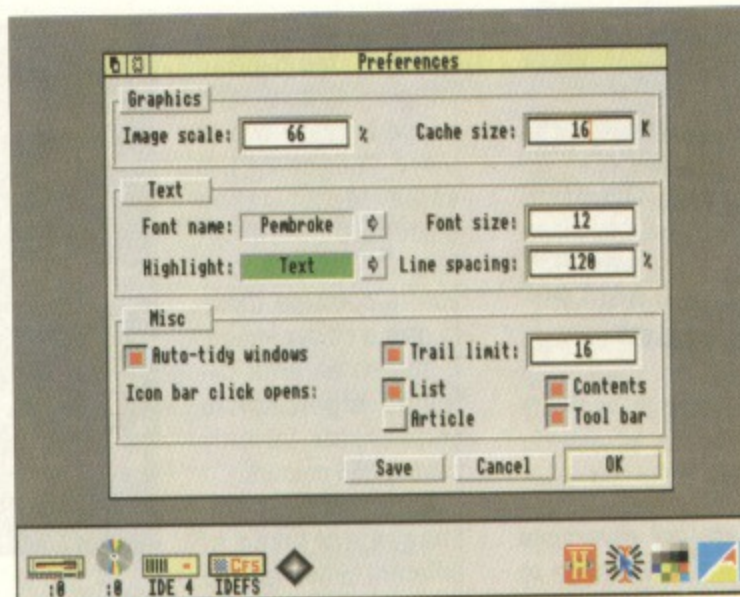 Preferences
Graphics
Image scale: 66 % Cache size: 16 K
Text
Font name: Pembroke Font size: 12
Highlight: Text Line spacing: 120 %
Misc
Auto-tidy windows Trail limit: 16
Icon bar click opens: List Contents
Article Tool bar
Save Cancel OK
CFS H
:0 :0 IDE 4 IDEFS